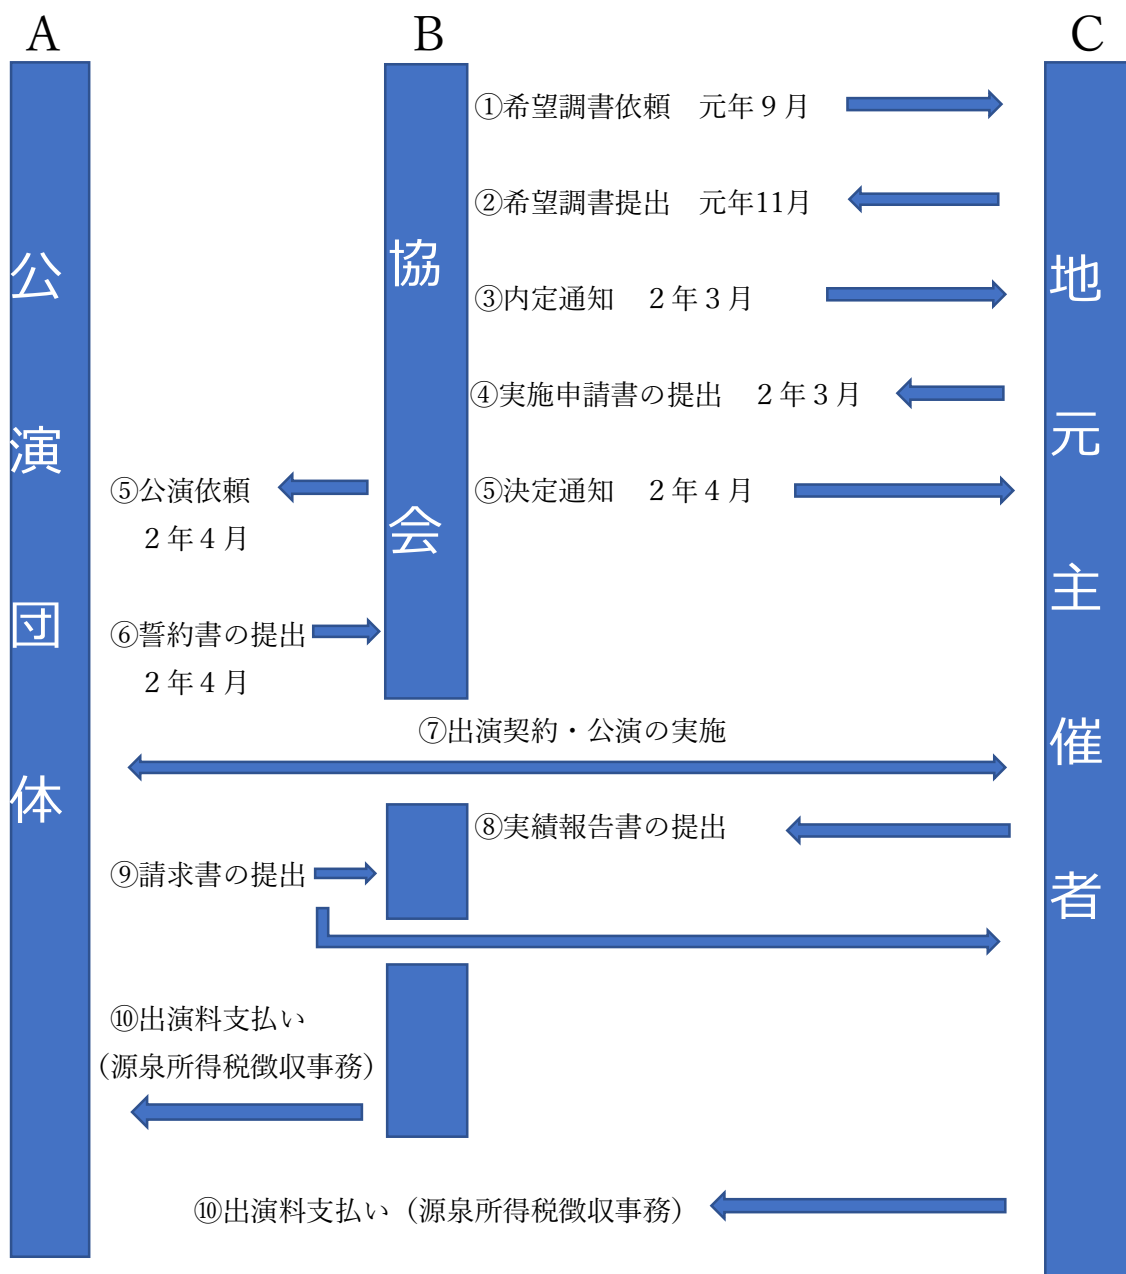 A
B
C
公演団体
協会
地元主催者
①希望調書依頼　元年９月
②希望調書提出　元年11月
③内定通知　２年３月
④実施申請書の提出　２年３月
⑤公演依頼
２年４月
⑤決定通知　２年４月
⑥誓約書の提出
２年４月
⑦出演契約・公演の実施
⑧実績報告書の提出
⑨請求書の提出
⑩出演料支払い
（源泉所得税徴収事務）
⑩出演料支払い（源泉所得税徴収事務）